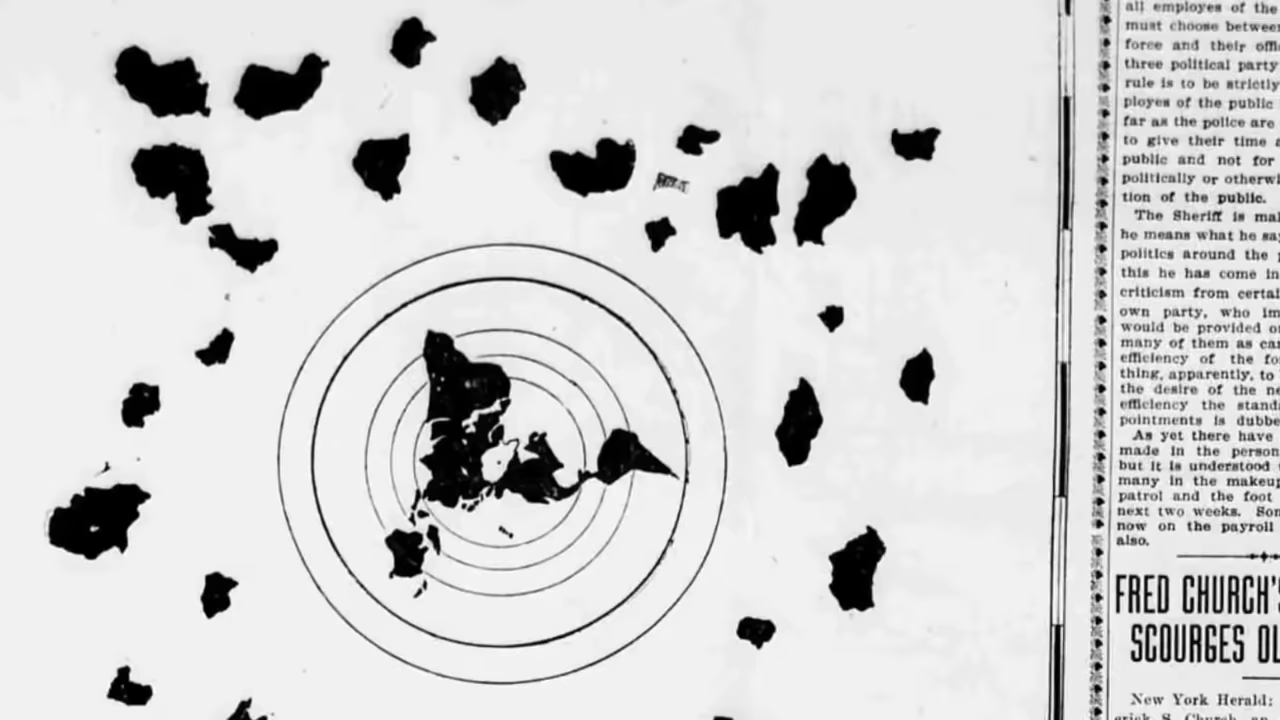 all employes of the
must choose between
force and their offi
three political party
rule is to be strictly
ployes of the public
far as the police are
to give their time a
public and not for
politically or otherwi
tion of the public.
The Sheriff is mal
he means what he say
politics around the
this he has come in
criticism from certai
own party, who im
would be provided o
many of them as ca
efficiency of the fo
thing, apparently, to
the desire of the ne
efficiency the stand
pointments is dubbe
As yet there have
made in the person
but it is understood
many in the makeup
patrol and the foot
next two weeks. Som
now on the payroll
also.
FRED CHURCH'S
SCOURGES OL
New York Herald:
erick S. Church, an